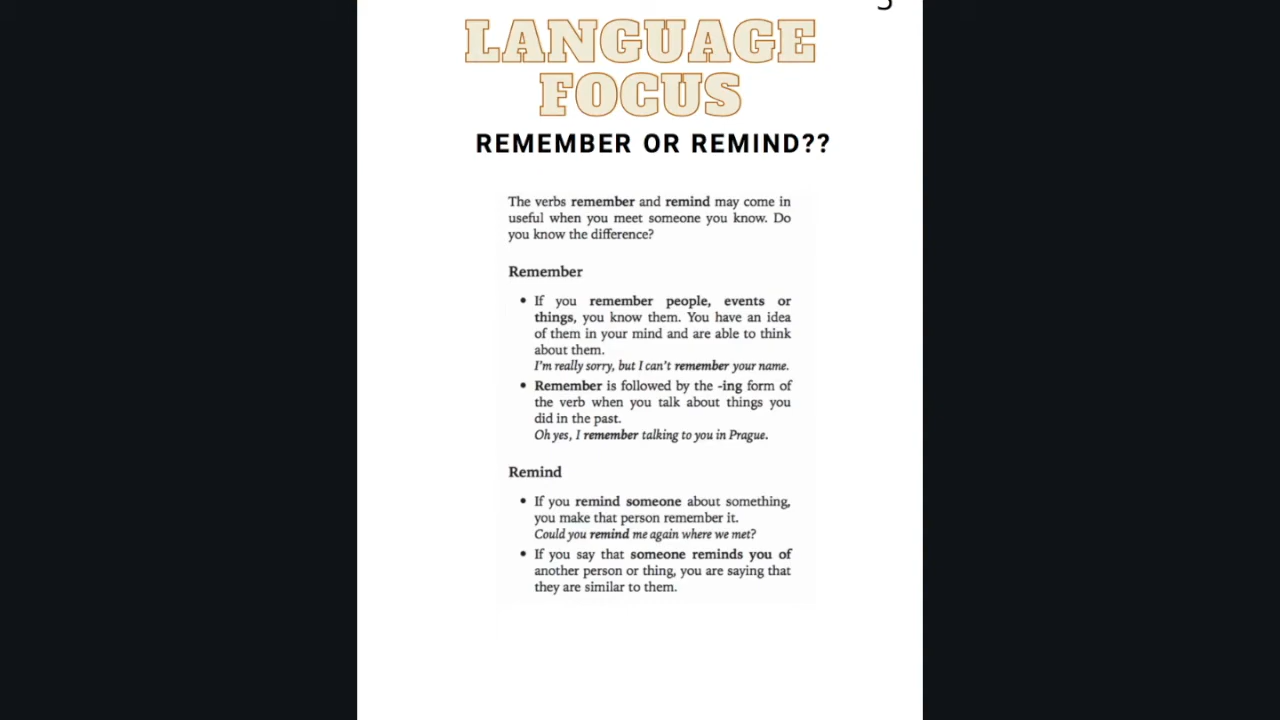 LANGUAGE
FOCUS
REMEMBER OR REMIND??
The verbs remember and remind may come in
useful when you meet someone you know. Do
you know the difference?
Remember
• If you remember people, events or
things, you know them. You have an idea
of them in your mind and are able to think
about them.
I'm really sorry, but I can't remember your name.
• Remember is followed by the -ing form of
the verb when you talk about things you
did in the past.
Oh yes, I remember talking to you in Prague.
Remind
• If you remind someone about something,
you make that person remember it.
Could you remind me again where we met?
• If you say that someone reminds you of
another person or thing, you are saying that
they are similar to them.